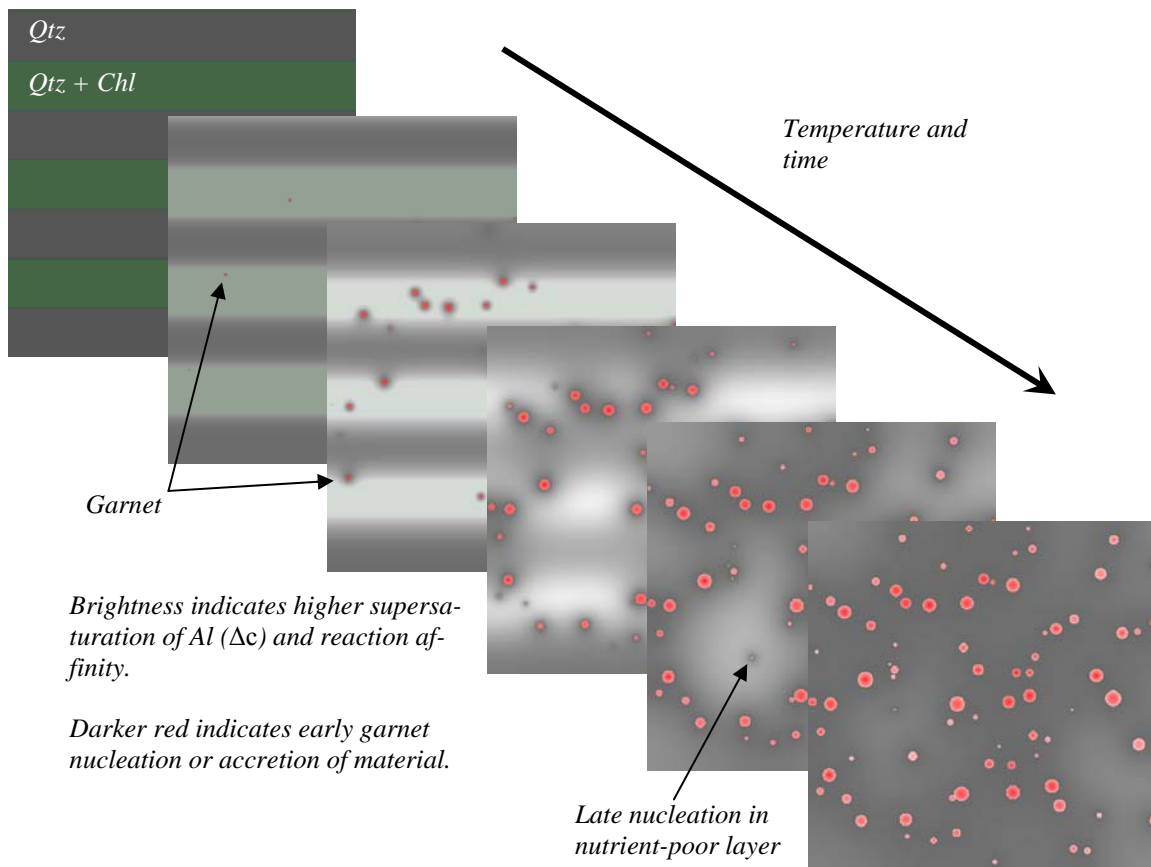 Qtz
Qtz + Chl
Temperature and
time
Garnet
Brightness indicates higher supersa-
turation of Al (Δc) and reaction af-
finity.
Darker red indicates early garnet
nucleation or accretion of material.
Late nucleation in
nutrient-poor layer